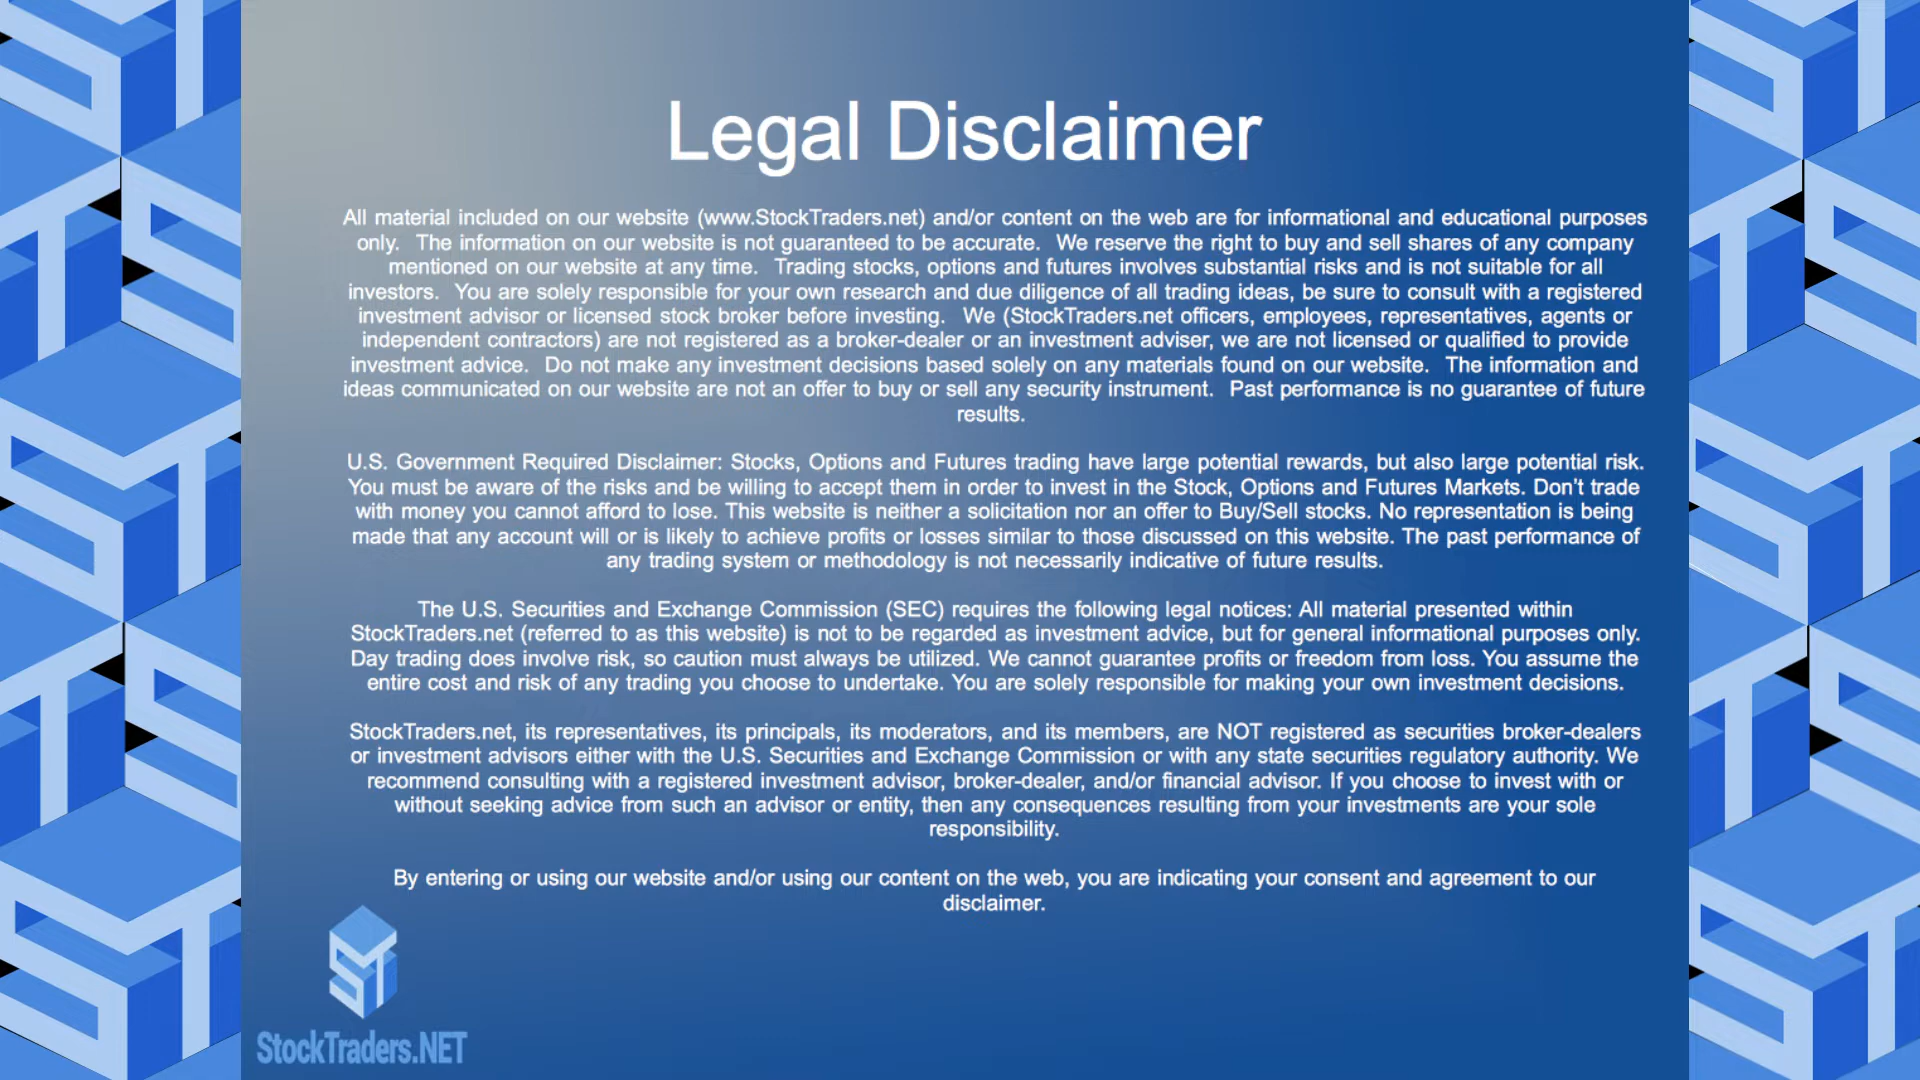 Legal Disclaimer
All material included on our website (www.StockTraders.net) and/or content on the web are for informational and educational purposes
only.  The information on our website is not guaranteed to be accurate.  We reserve the right to buy and sell shares of any company
mentioned on our website at any time.  Trading stocks, options and futures involves substantial risks and is not suitable for all
investors.  You are solely responsible for your own research and due diligence of all trading ideas, be sure to consult with a registered
investment advisor or licensed stock broker before investing.  We (StockTraders.net officers, employees, representatives, agents or
independent contractors) are not registered as a broker-dealer or an investment adviser, we are not licensed or qualified to provide
investment advice.  Do not make any investment decisions based solely on any materials found on our website.  The information and
ideas communicated on our website are not an offer to buy or sell any security instrument.  Past performance is no guarantee of future
results.
U.S. Government Required Disclaimer: Stocks, Options and Futures trading have large potential rewards, but also large potential risk.
You must be aware of the risks and be willing to accept them in order to invest in the Stock, Options and Futures Markets. Don't trade
with money you cannot afford to lose. This website is neither a solicitation nor an offer to Buy/Sell stocks. No representation is being
made that any account will or is likely to achieve profits or losses similar to those discussed on this website. The past performance of
any trading system or methodology is not necessarily indicative of future results.
The U.S. Securities and Exchange Commission (SEC) requires the following legal notices: All material presented within
StockTraders.net (referred to as this website) is not to be regarded as investment advice, but for general informational purposes only.
Day trading does involve risk, so caution must always be utilized. We cannot guarantee profits or freedom from loss. You assume the
entire cost and risk of any trading you choose to undertake. You are solely responsible for making your own investment decisions.
StockTraders.net, its representatives, its principals, its moderators, and its members, are NOT registered as securities broker-dealers
or investment advisors either with the U.S. Securities and Exchange Commission or with any state securities regulatory authority. We
recommend consulting with a registered investment advisor, broker-dealer, and/or financial advisor. If you choose to invest with or
without seeking advice from such an advisor or entity, then any consequences resulting from your investments are your sole
responsibility.
By entering or using our website and/or using our content on the web, you are indicating your consent and agreement to our
disclaimer.
StockTraders.NET